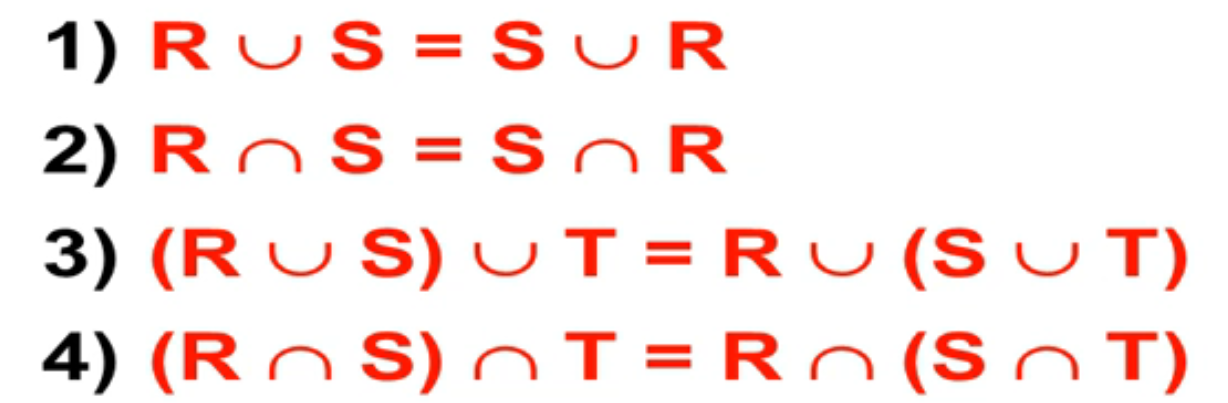 1) R ∪ S = S ∪ R
2) R ∩ S = S ∩ R
3) (R ∪ S) ∪ T = R ∪ (S ∪ T)
4) (R ∩ S) ∩ T = R ∩ (S ∩ T)